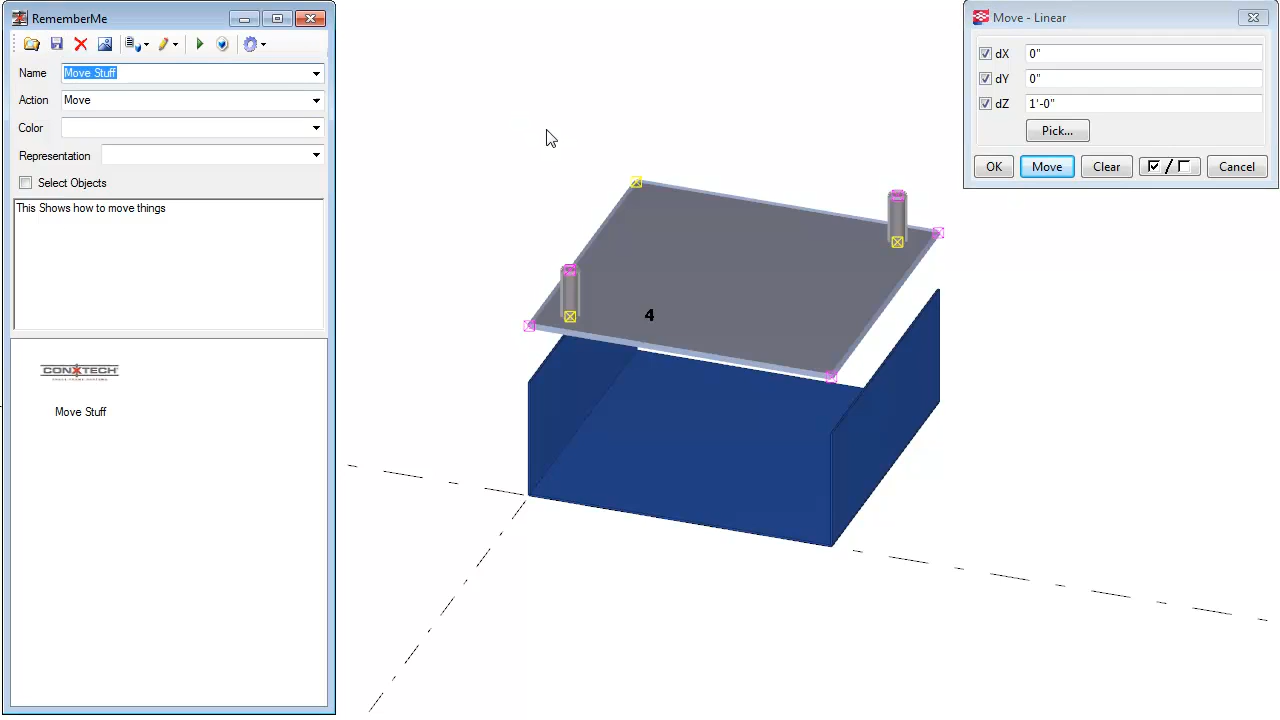 RememberMe
Name Move Stuff
Action Move
Color
Representation
Select Objects
This Shows how to move things
CONXTECH
Move Stuff
4
Move - Linear
dX 0"
dY 0"
dZ 1'-0"
Pick...
OK Move Clear / Cancel